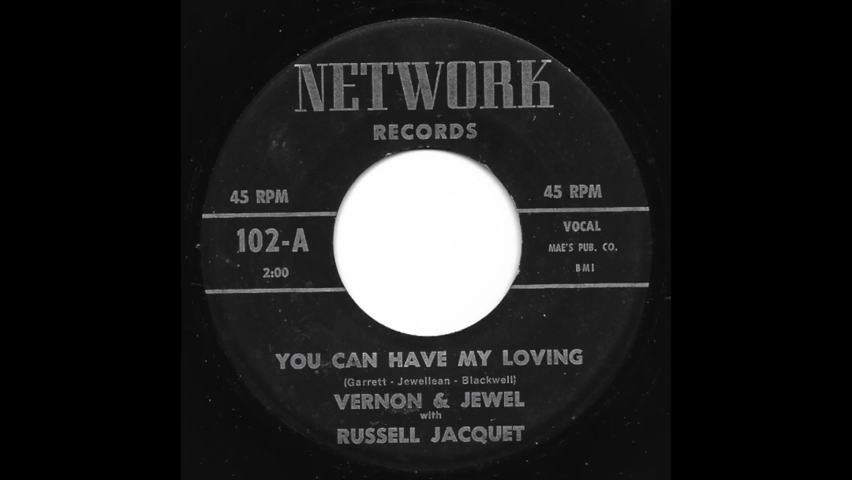 NETWORK
RECORDS
45 RPM
45 RPM
102-A
2:00
VOCAL
MAE'S PUB. CO.
BMI
YOU CAN HAVE MY LOVING
(Garrett - Jewellean - Blackwell)
VERNON & JEWEL
with
RUSSELL JACQUET